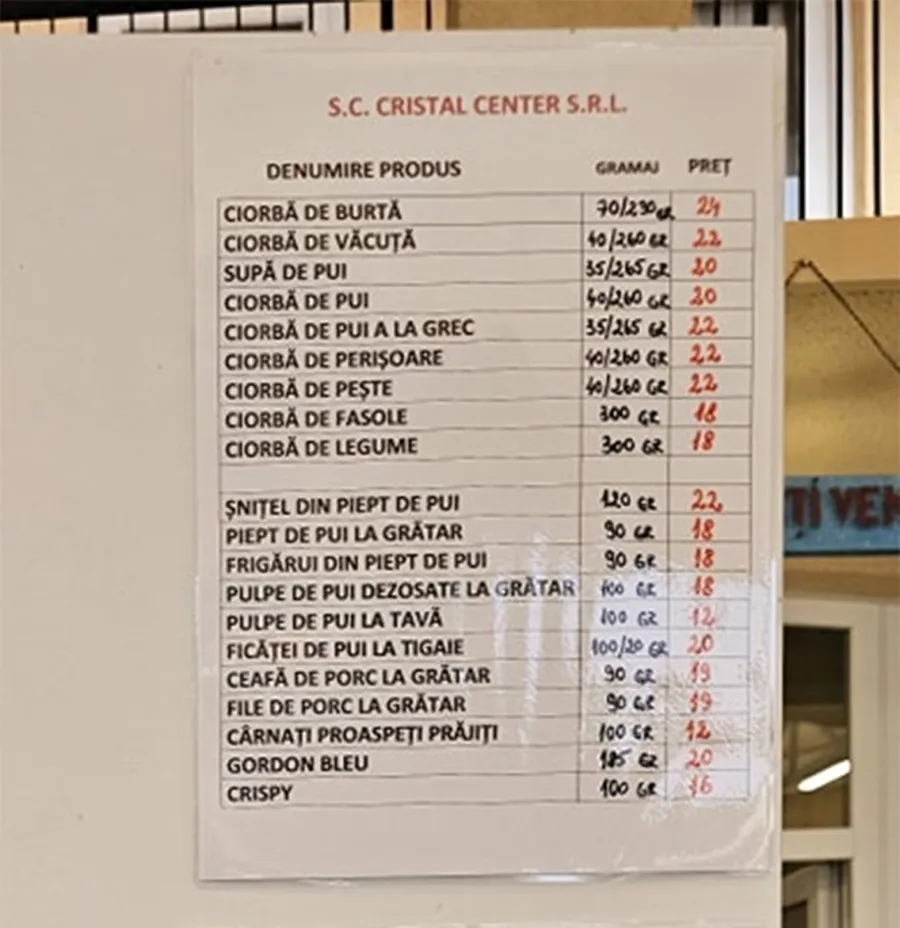 S.C. CRISTAL CENTER S.R.L.
DENUMIRE PRODUS GRAMAJ PREȚ
CIORBĂ DE BURTĂ 70/230 GR 24
CIORBĂ DE VĂCUȚĂ 40/260 GR 22
SUPĂ DE PUI 35/265 GR 20
CIORBĂ DE PUI 40/260 GR 20
CIORBĂ DE PUI A LA GREC 35/265 GR 22
CIORBĂ DE PERIȘOARE 40/260 GR 22
CIORBĂ DE PEȘTE 40/260 GR 22
CIORBĂ DE FASOLE 300 GR 18
CIORBĂ DE LEGUME 300 GR 18
ȘNIȚEL DIN PIEPT DE PUI 120 GR 22
PIEPT DE PUI LA GRĂTAR 90 GR 18
FRIGĂRUI DIN PIEPT DE PUI 90 GR 18
PULPE DE PUI DEZOSATE LA GRĂTAR 100 GR 18
PULPE DE PUI LA TAVĂ 100 GR 12
FICĂȚEI DE PUI LA TIGAIE 100/20 GR 20
CEAFĂ DE PORC LA GRĂTAR 90 GR 19
FILE DE PORC LA GRĂTAR 90 GR 19
CÂRNAȚI PROASPEȚI PRĂJIȚI 100 GR 12
GORDON BLEU 185 GR 20
CRISPY 100 GR 16